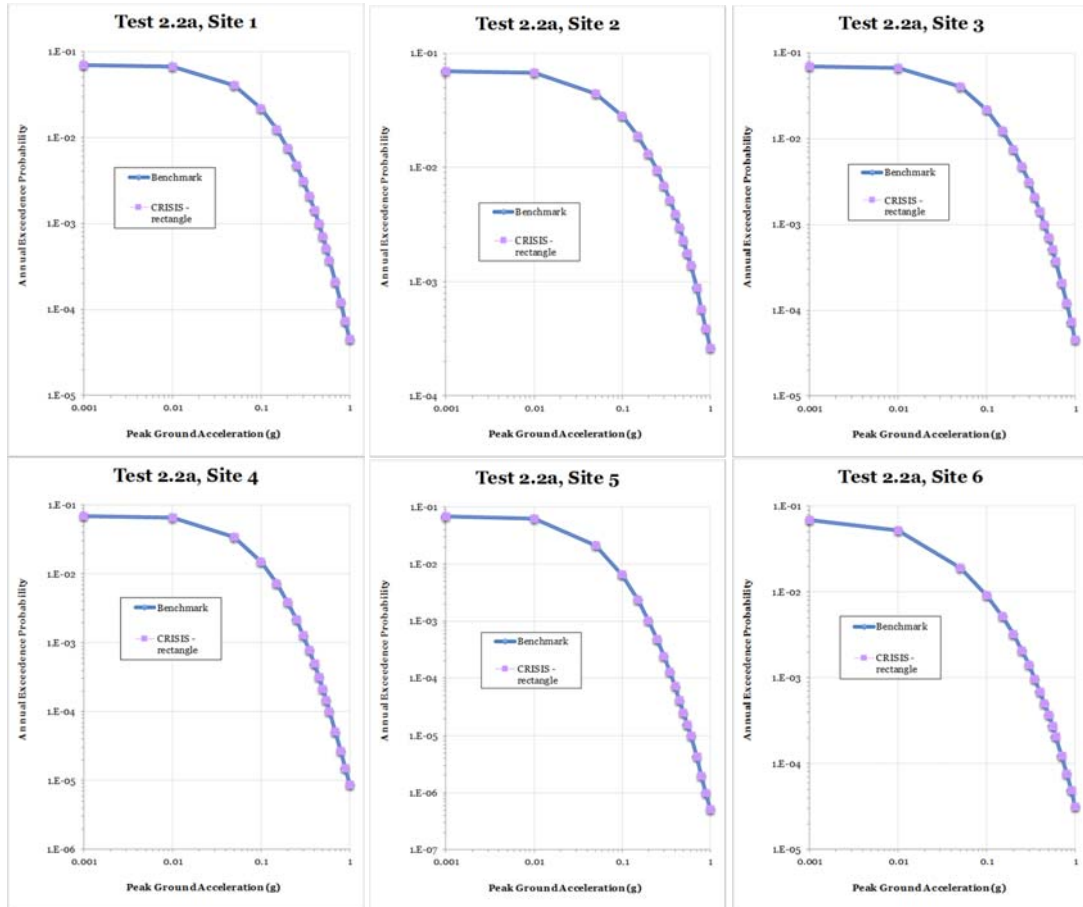 Test 2.2a, Site 1
1.E-01
1.E-02
1.E-03
1.E-04
1.E-05
Annual Exceedence Probability
Benchmark
CRISIS -
rectangle
0.001 0.01 0.1 1
Peak Ground Acceleration (g)
Test 2.2a, Site 2
1.E-01
1.E-02
1.E-03
1.E-04
Annual Exceedence Probability
Benchmark
CRISIS -
rectangle
0.001 0.01 0.1 1
Peak Ground Acceleration (g)
Test 2.2a, Site 3
1.E-01
1.E-02
1.E-03
1.E-04
1.E-05
Annual Exceedence Probability
Benchmark
CRISIS -
rectangle
0.001 0.01 0.1 1
Peak Ground Acceleration (g)
Test 2.2a, Site 4
1.E-01
1.E-02
1.E-03
1.E-04
1.E-05
1.E-06
Annual Exceedence Probability
Benchmark
CRISIS -
rectangle
0.001 0.01 0.1 1
Peak Ground Acceleration (g)
Test 2.2a, Site 5
1.E-01
1.E-02
1.E-03
1.E-04
1.E-05
1.E-06
1.E-07
Annual Exceedence Probability
Benchmark
CRISIS -
rectangle
0.001 0.01 0.1 1
Peak Ground Acceleration (g)
Test 2.2a, Site 6
1.E-01
1.E-02
1.E-03
1.E-04
1.E-05
Annual Exceedence Probability
Benchmark
CRISIS -
rectangle
0.001 0.01 0.1 1
Peak Ground Acceleration (g)